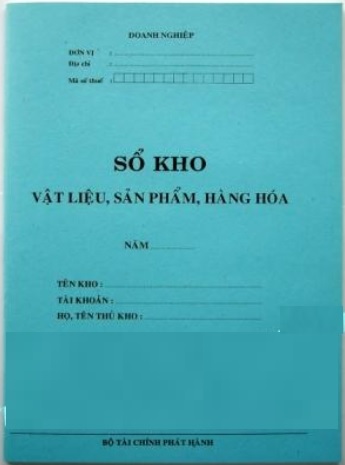 DOANH NGHIỆP
ĐƠN VỊ :
Địa chỉ :
Mã số thuế :
SỔ KHO
VẬT LIỆU, SẢN PHẨM, HÀNG HÓA
NĂM
TÊN KHO :
TÀI KHOẢN :
HỌ, TÊN THỦ KHO :
BỘ TÀI CHÍNH PHÁT HÀNH